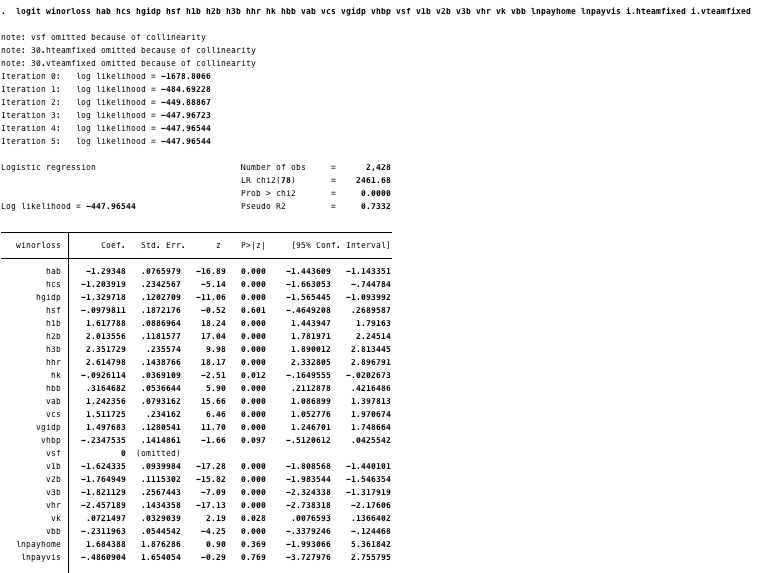 . logit winorloss hab hcs hgidp hsf h1b h2b h3b hhr hk hbb vab vcs vgidp vhbp vsf v1b v2b v3b vhr vk vbb lnpayhome lnpayvis i.hteamfixed i.vteamfixed
note: vsf omitted because of collinearity
note: 30.hteamfixed omitted because of collinearity
note: 30.vteamfixed omitted because of collinearity
Iteration 0: log likelihood = -1678.8066
Iteration 1: log likelihood = -484.69228
Iteration 2: log likelihood = -449.88867
Iteration 3: log likelihood = -447.96723
Iteration 4: log likelihood = -447.96544
Iteration 5: log likelihood = -447.96544
Logistic regression Number of obs = 2,428
LR chi2(78) = 2461.68
Prob > chi2 = 0.0000
Log likelihood = -447.96544 Pseudo R2 = 0.7332
winorloss Coef. Std. Err. z P>|z| [95% Conf. Interval]
hab -1.29348 .0765979 -16.89 0.000 -1.443609 -1.143351
hcs -1.203919 .2342567 -5.14 0.000 -1.663053 -.744784
hgidp -1.329718 .1202709 -11.06 0.000 -1.565445 -1.093992
hsf -.0979811 .1872176 -0.52 0.601 -.4649208 .2689587
h1b 1.617788 .0886964 18.24 0.000 1.443947 1.79163
h2b 2.013556 .1181577 17.04 0.000 1.781971 2.24514
h3b 2.351729 .235574 9.98 0.000 1.890012 2.813445
hhr 2.614798 .1438766 18.17 0.000 2.332805 2.896791
hk -.0926114 .0369109 -2.51 0.012 -.1649555 -.0202673
hbb .3164682 .0536644 5.90 0.000 .2112878 .4216486
vab 1.242356 .0793162 15.66 0.000 1.086899 1.397813
vcs 1.511725 .234162 6.46 0.000 1.052776 1.970674
vgidp 1.497683 .1280541 11.70 0.000 1.246701 1.748664
vhbp -.2347535 .1414861 -1.66 0.097 -.5120612 .0425542
vsf 0 (omitted)
v1b -1.624335 .0939984 -17.28 0.000 -1.808568 -1.440101
v2b -1.764949 .1115302 -15.82 0.000 -1.983544 -1.546354
v3b -1.821129 .2567443 -7.09 0.000 -2.324338 -1.317919
vhr -2.457189 .1434358 -17.13 0.000 -2.738318 -2.17606
vk .0721497 .0329039 2.19 0.028 .0076593 .1366402
vbb -.2311963 .0544542 -4.25 0.000 -.3379246 -.124468
lnpayhome 1.684388 1.876286 0.90 0.369 -1.993066 5.361842
lnpayvis -.4860904 1.654054 -0.29 0.769 -3.727976 2.755795